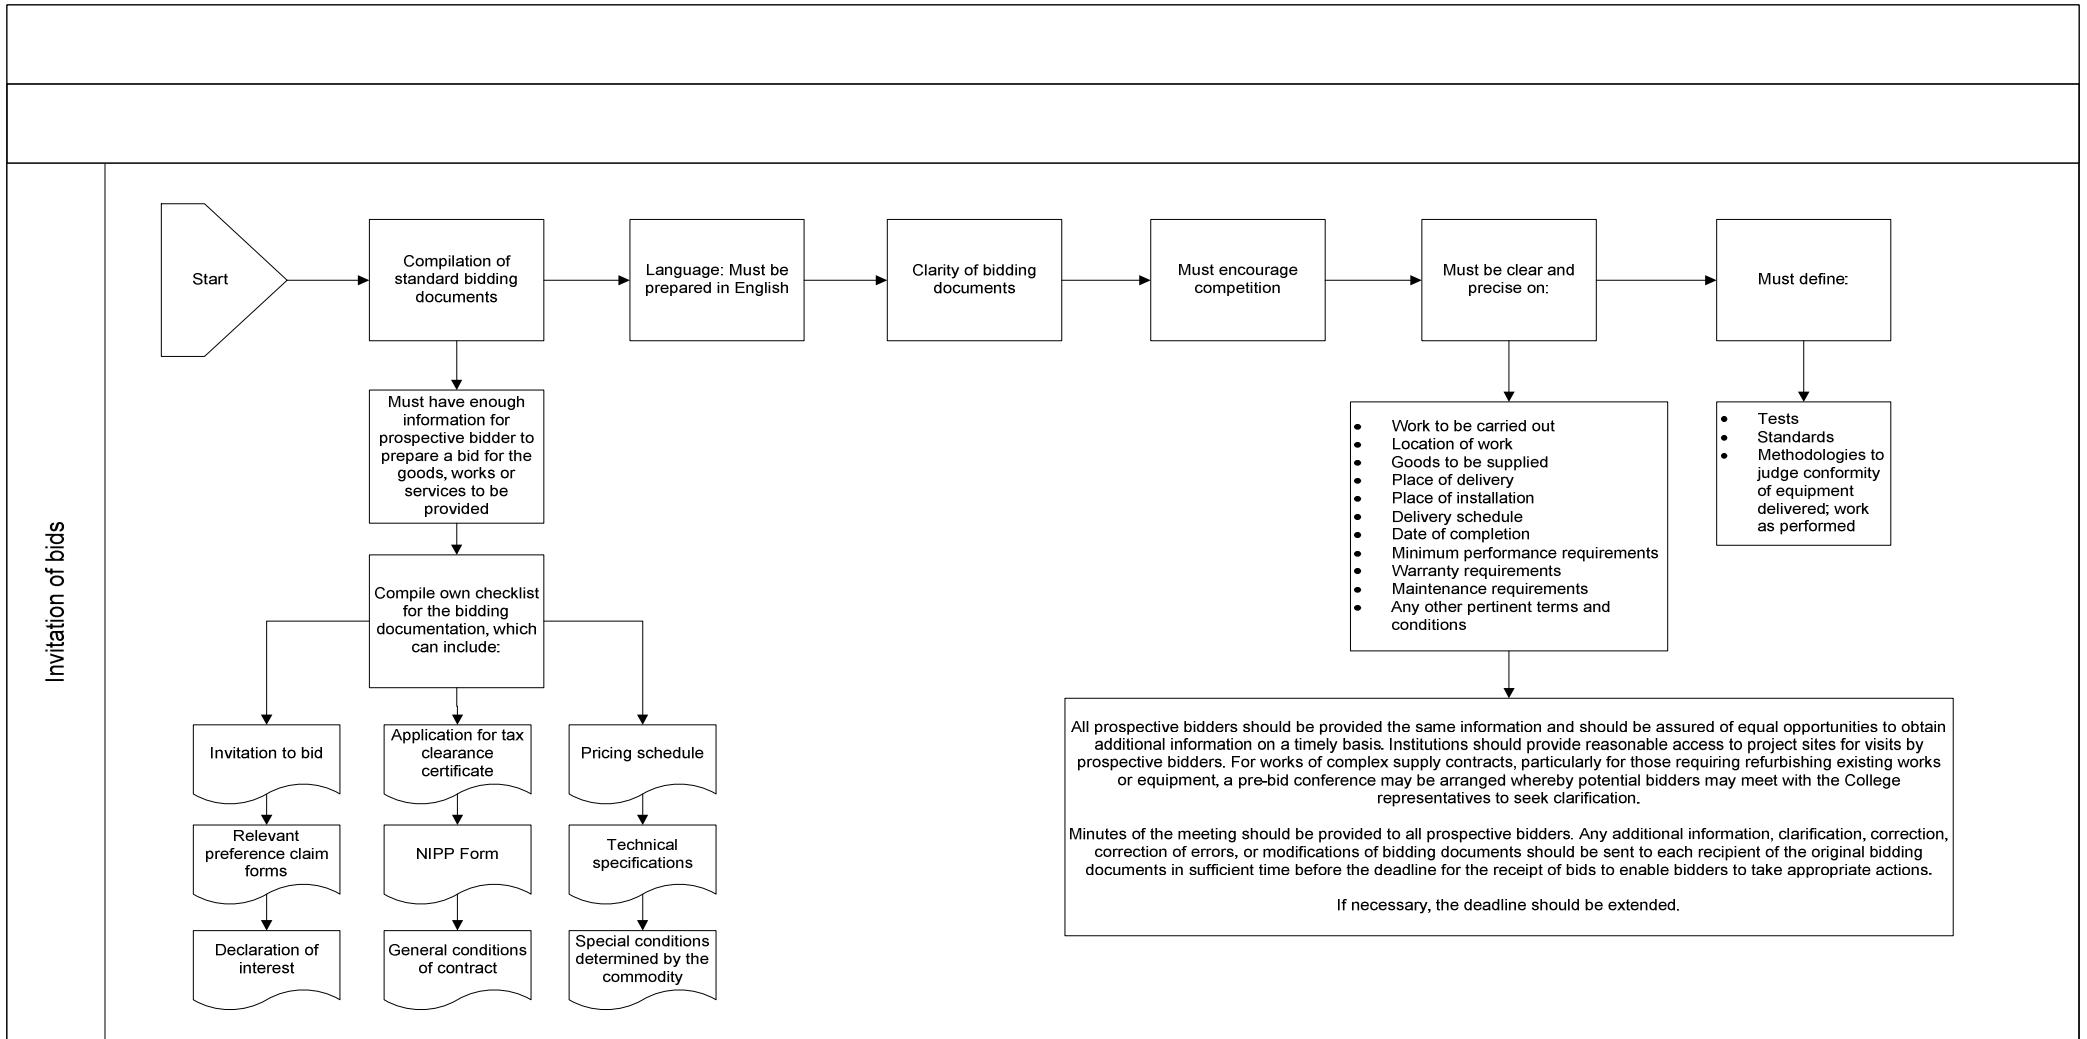 Invitation of bids
Start
Compilation of
standard bidding
documents
Language: Must be
prepared in English
Clarity of bidding
documents
Must encourage
competition
Must be clear and
precise on:
Must define:
Must have enough
information for
prospective bidder to
prepare a bid for the
goods, works or
services to be
provided
Compile own checklist
for the bidding
documentation, which
can include:
Invitation to bid
Relevant
preference claim
forms
Declaration of
interest
Application for tax
clearance
certificate
NIPP Form
General conditions
of contract
Pricing schedule
Technical
specifications
Special conditions
determined by the
commodity
• Work to be carried out
• Location of work
• Goods to be supplied
• Place of delivery
• Place of installation
• Delivery schedule
• Date of completion
• Minimum performance requirements
• Warranty requirements
• Maintenance requirements
• Any other pertinent terms and
conditions
• Tests
• Standards
• Methodologies to
judge conformity
of equipment
delivered; work
as performed
All prospective bidders should be provided the same information and should be assured of equal opportunities to obtain
additional information on a timely basis. Institutions should provide reasonable access to project sites for visits by
prospective bidders. For works of complex supply contracts, particularly for those requiring refurbishing existing works
or equipment, a pre-bid conference may be arranged whereby potential bidders may meet with the College
representatives to seek clarification.
Minutes of the meeting should be provided to all prospective bidders. Any additional information, clarification, correction,
correction of errors, or modifications of bidding documents should be sent to each recipient of the original bidding
documents in sufficient time before the deadline for the receipt of bids to enable bidders to take appropriate actions.
If necessary, the deadline should be extended.